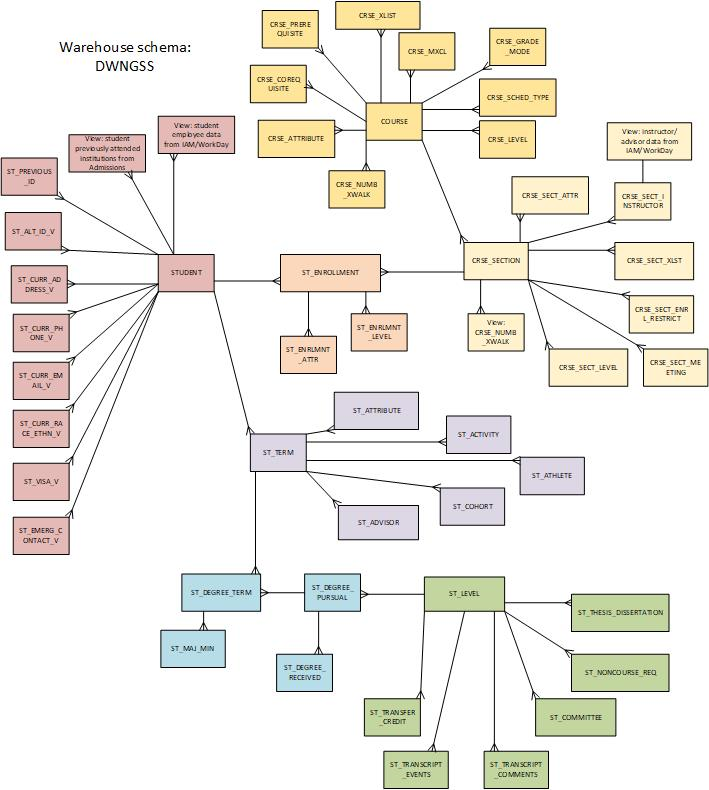 Warehouse schema:
DWNGSS
CRSE_PRERE
QUISITE
CRSE_XLIST
CRSE_MXCL
CRSE_GRADE
_MODE
CRSE_COREQ
UISITE
CRSE_SCHED_TYPE
COURSE
CRSE_ATTRIBUTE
CRSE_LEVEL
CRSE_NUMB
_XWALK
View: student
previously attended
institutions from
Admissions
View: student
employee data
from IAM/WorkDay
View: instructor/
advisor data from
IAM/WorkDay
ST_PREVIOUS
_ID
CRSE_SECT_ATTR
CRSE_SECT_I
NSTRUCTOR
ST_ALT_ID_V
STUDENT
ST_ENROLLMENT
CRSE_SECTION
CRSE_SECT_XLST
ST_CURR_AD
DRESS_V
CRSE_SECT_ENR
L_RESTRICT
ST_CURR_PH
ONE_V
ST_ENRLMNT
_LEVEL
View:
CRSE_NUMB
_XWALK
ST_ENRLMNT_
ATTR
CRSE_SECT_LEVEL
CRSE_SECT_ME
ETING
ST_CURR_EM
AIL_V
ST_CURR_RA
CE_ETHN_V
ST_ATTRIBUTE
ST_ACTIVITY
ST_TERM
ST_ATHLETE
ST_VISA_V
ST_COHORT
ST_ADVISOR
ST_EMERG_C
ONTACT_V
ST_DEGREE_TERM
ST_DEGREE_
PURSUAL
ST_LEVEL
ST_THESIS_DISSERTATION
ST_MAJ_MIN
ST_DEGREE_
RECEIVED
ST_NONCOURSE_REQ
ST_TRANSFER
_CREDIT
ST_COMMITTEE
ST_TRANSCRIPT
_EVENTS
ST_TRANSCRIPT
_COMMENTS